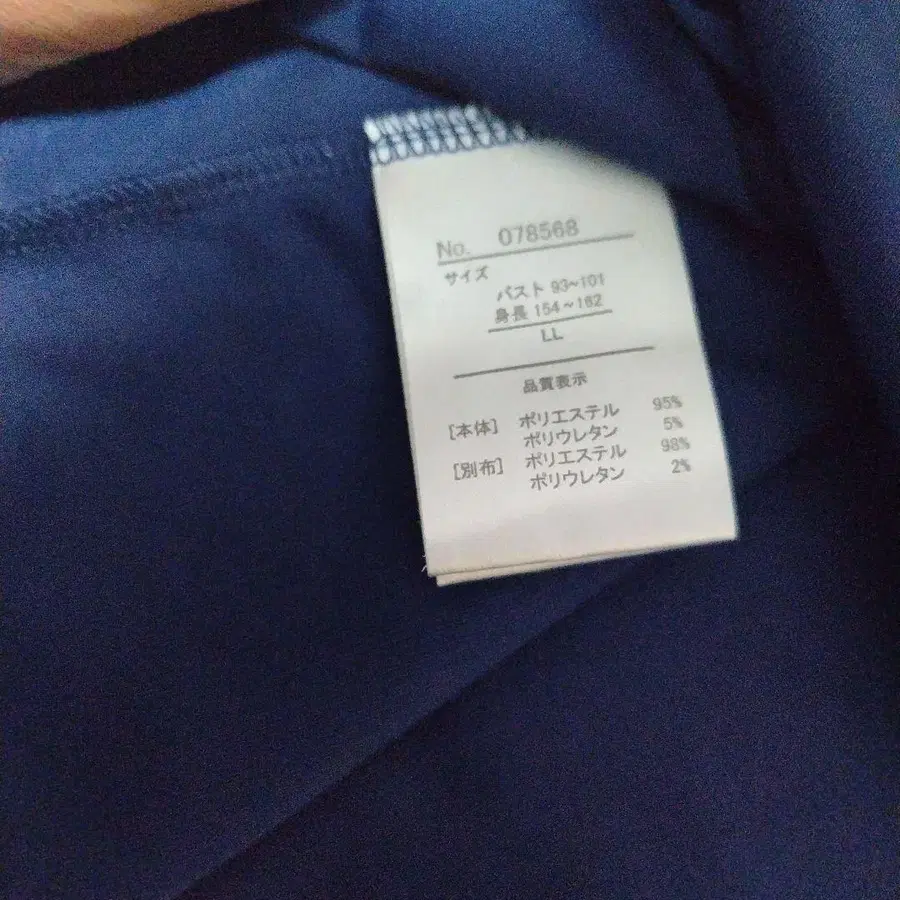 No. 078568
サイズ
バスト 93~101
身長 154~162
LL
品質表示
[本体] ポリエステル 95%
ポリウレタン 5%
[別布] ポリエステル 98%
ポリウレタン 2%